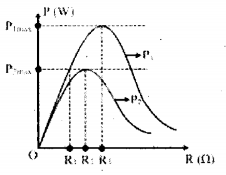 P (W)
P1max
P2max
P1
P2
O
R1 R2 R3
R (Ω)